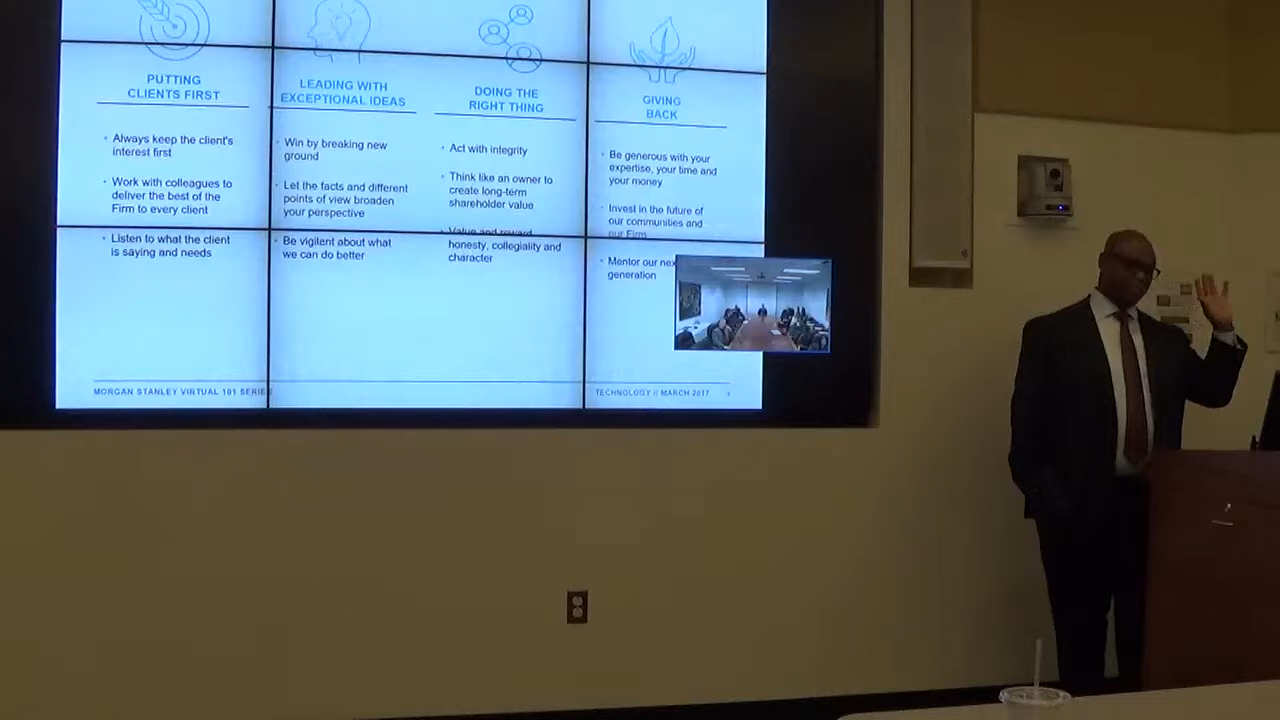 PUTTING
CLIENTS FIRST
• Always keep the client's
interest first
• Work with colleagues to
deliver the best of the
Firm to every client
• Listen to what the client
is saying and needs
LEADING WITH
EXCEPTIONAL IDEAS
• Win by breaking new
ground
• Let the facts and different
points of view broaden
your perspective
• Be vigilant about what
we can do better
DOING THE
RIGHT THING
• Act with integrity
• Think like an owner to
create long-term
shareholder value
• Value and reward
honesty, collegiality and
character
GIVING
BACK
• Be generous with your
expertise, your time and
your money
• Invest in the future of
our communities and
our Firm
• Mentor our
generation
MORGAN STANLEY VIRTUAL 101 SERIES
TECHNOLOGY // MARCH 2017